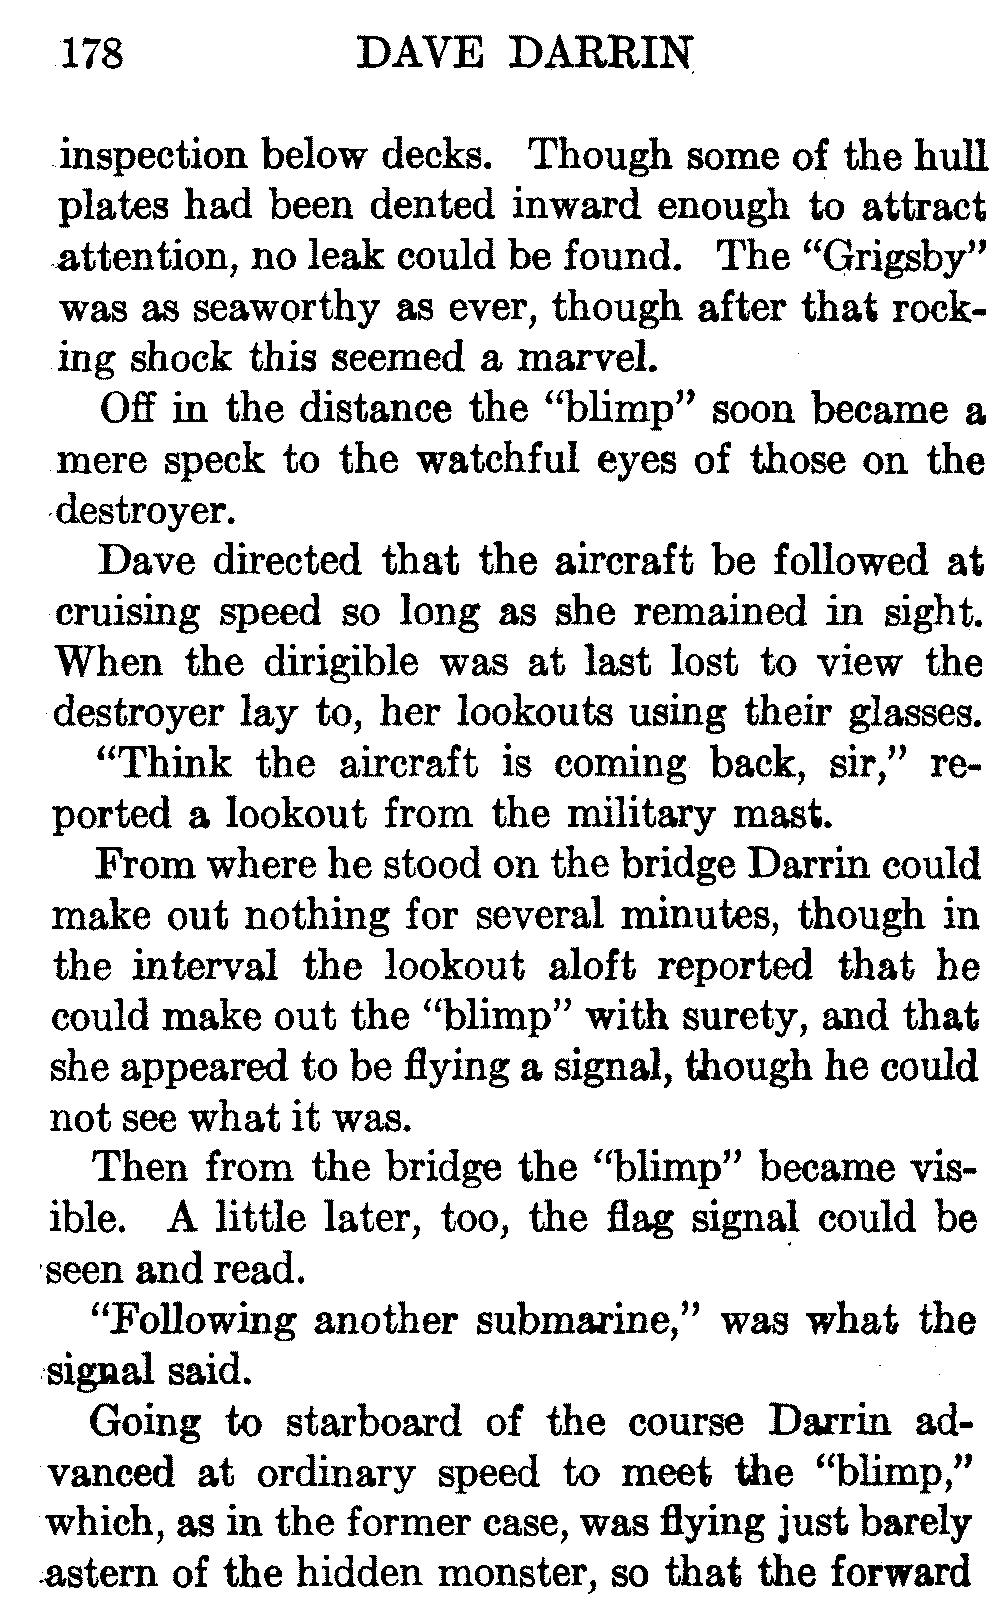 178 DAVE DARRIN
inspection below decks. Though some of the hull
plates had been dented inward enough to attract
attention, no leak could be found. The “Grigsby”
was as seaworthy as ever, though after that rock-
ing shock this seemed a marvel.
Off in the distance the “blimp” soon became a
mere speck to the watchful eyes of those on the
destroyer.
Dave directed that the aircraft be followed at
cruising speed so long as she remained in sight.
When the dirigible was at last lost to view the
destroyer lay to, her lookouts using their glasses.
“Think the aircraft is coming back, sir,” re-
ported a lookout from the military mast.
From where he stood on the bridge Darrin could
make out nothing for several minutes, though in
the interval the lookout aloft reported that he
could make out the “blimp” with surety, and that
she appeared to be flying a signal, though he could
not see what it was.
Then from the bridge the “blimp” became vis-
ible. A little later, too, the flag signal could be
seen and read.
“Following another submarine,” was what the
signal said.
Going to starboard of the course Darrin ad-
vanced at ordinary speed to meet the “blimp,”
which, as in the former case, was flying just barely
astern of the hidden monster, so that the forward